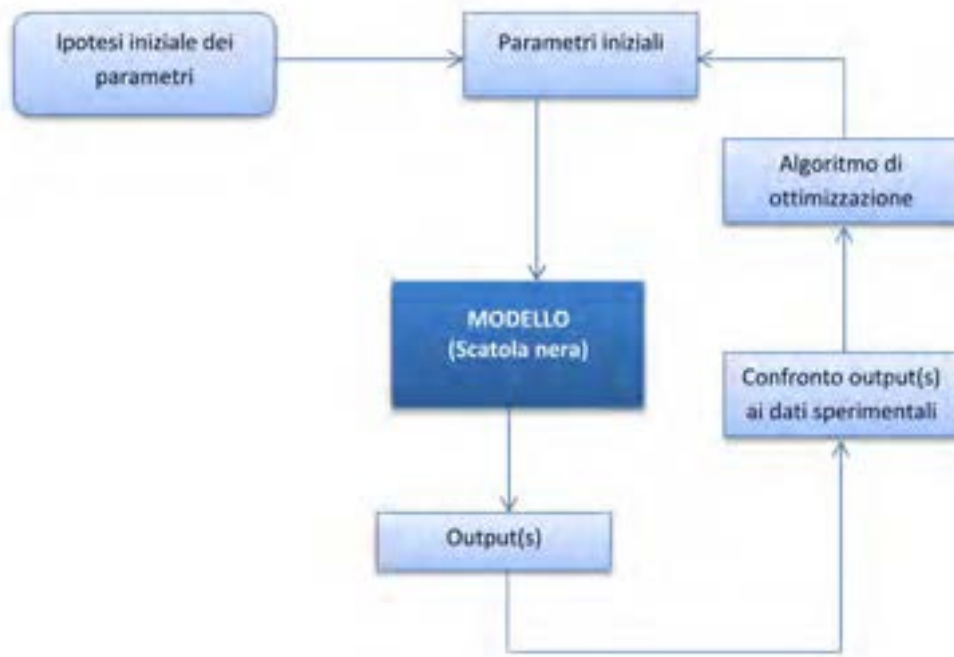 Ipotesi iniziale dei
parametri
Parametri iniziali
Algoritmo di
ottimizzazione
MODELLO
(Scatola nera)
Confronto output(s)
ai dati sperimentali
Output(s)